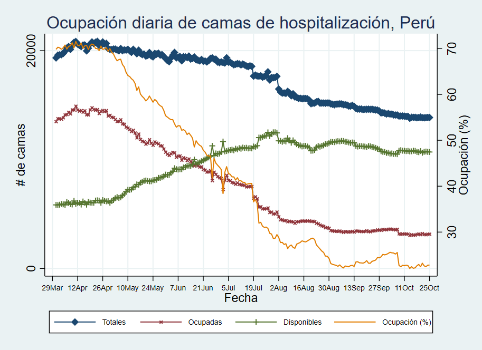 Ocupación diaria de camas de hospitalización, Perú
20000
0
# de camas
70
60
50
40
30
Ocupación (%)
29Mar 12Apr 26Apr 10May 24May 7Jun 21Jun 5Jul 19Jul 2Aug 16Aug 30Aug 13Sep 27Sep 11Oct 25Oct
Fecha
Totales Ocupadas Disponibles Ocupación (%)